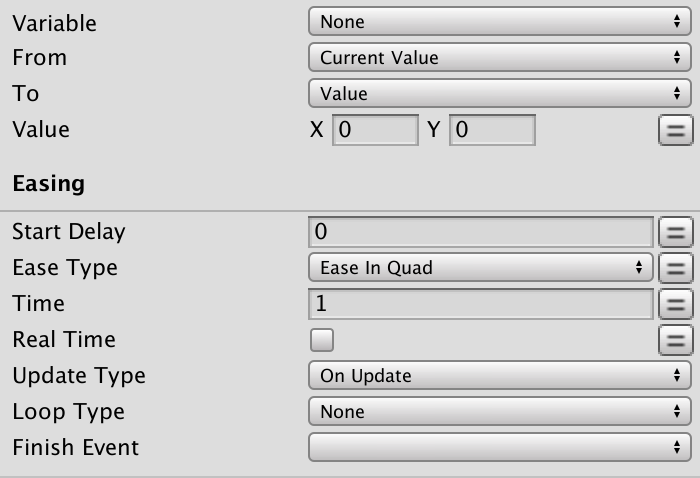 Variable None
From Current Value
To Value
Value X 0 Y 0
Easing
Start Delay 0
Ease Type Ease In Quad
Time 1
Real Time
Update Type On Update
Loop Type None
Finish Event